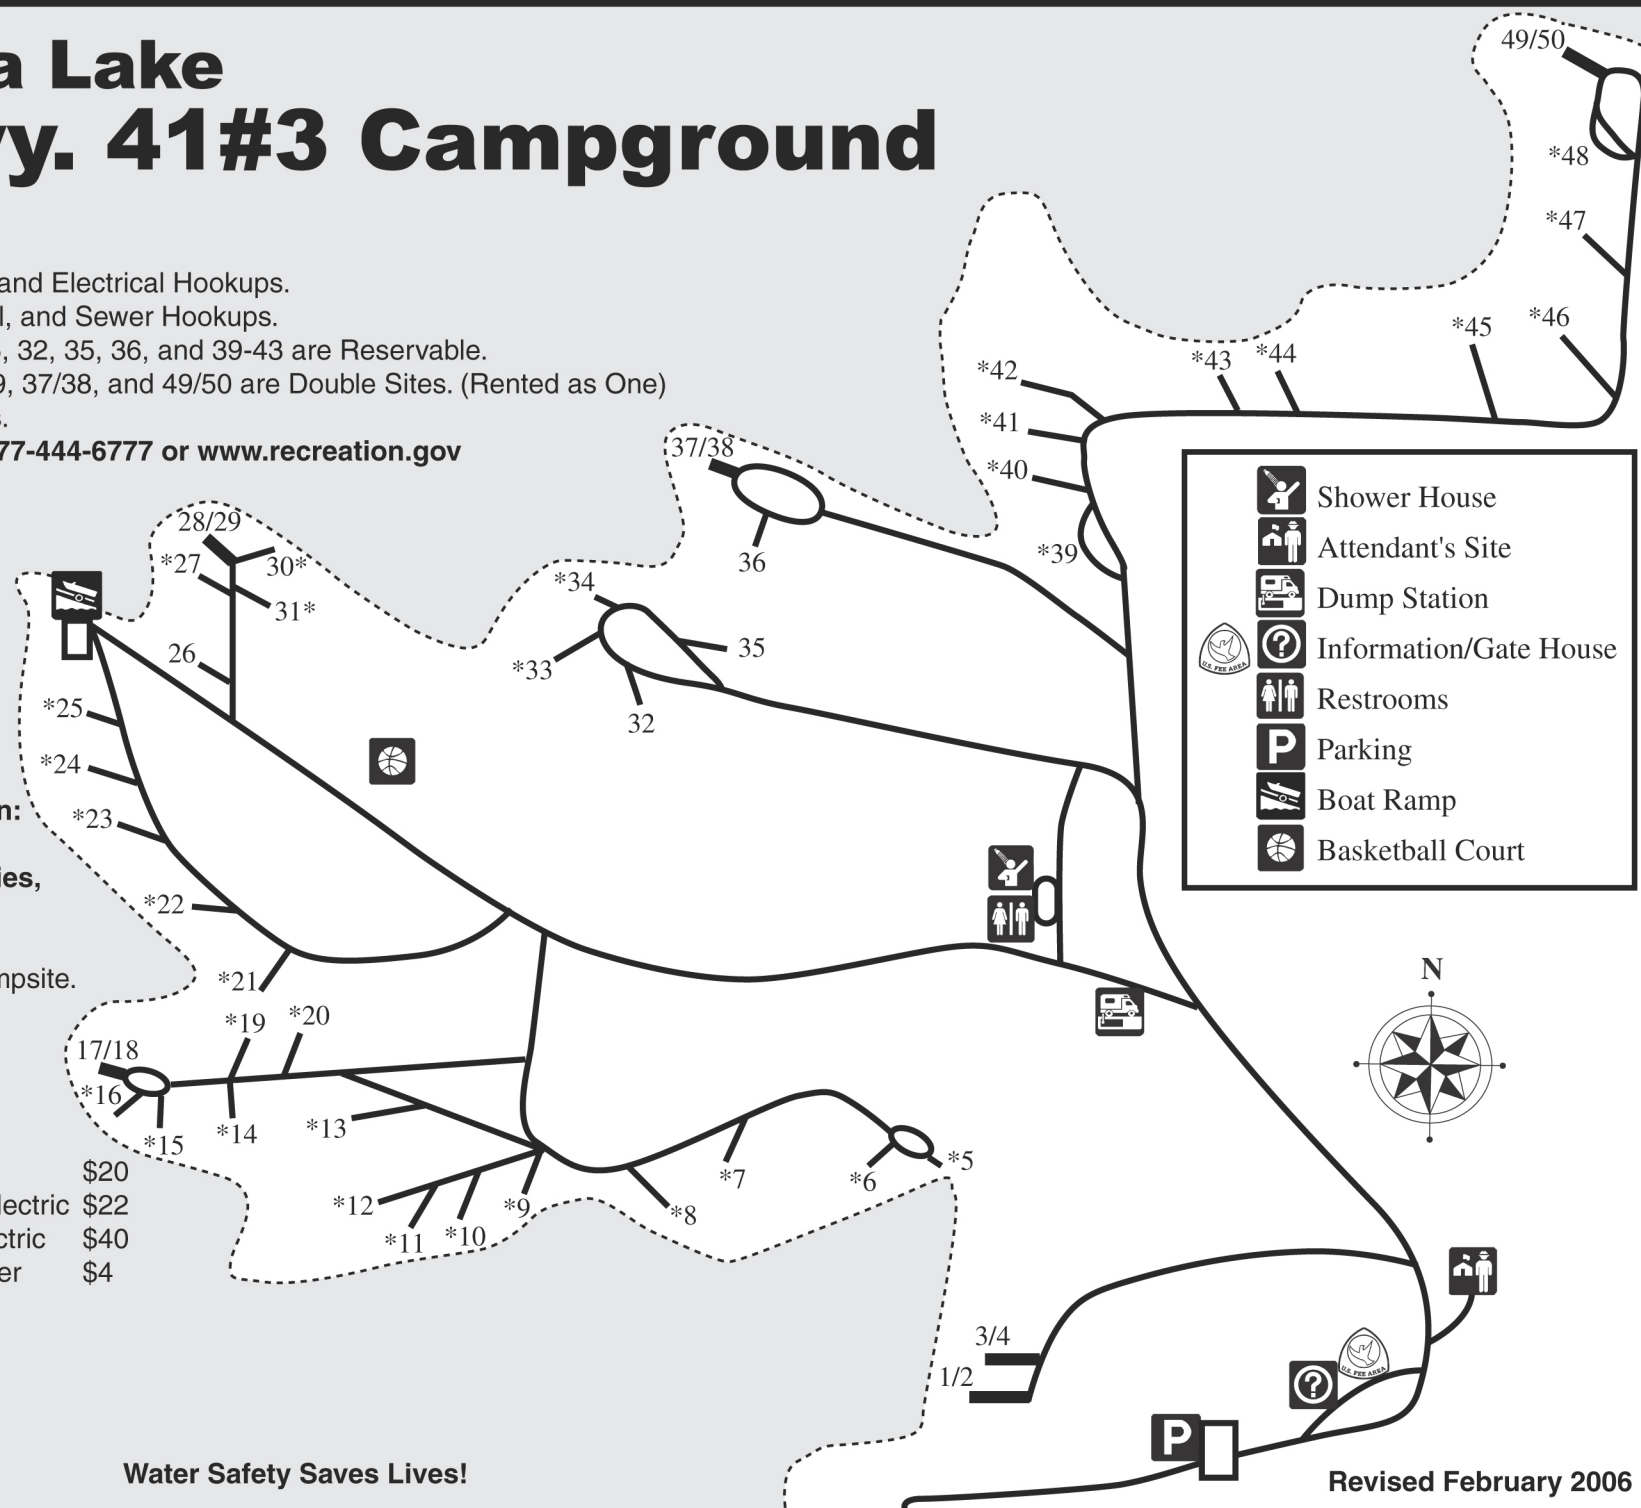 a Lake
y. 41#3 Campground
and Electrical Hookups.
, and Sewer Hookups.
, 32, 35, 36, and 39-43 are Reservable.
9, 37/38, and 49/50 are Double Sites. (Rented as One)
77-444-6777 or www.recreation.gov
49/50
*48
*47
*46
*45
*44
*43
*42
*41
*40
*39
37/38
36
*34
*33
35
32
28/29
*27
30*
31*
26
*25
*24
*23
*22
*21
*20
*19
17/18
*16
*15
*14
*13
*12
*11
*10
*9
*8
*7
*6
*5
3/4
1/2
Shower House
Attendant's Site
Dump Station
Information/Gate House
U.S. FEE AREA
Restrooms
P Parking
Boat Ramp
Basketball Court
N
n:
ies,
mpsite.
$20
lectric $22
ctric $40
er $4
U.S. FEE AREA
?
P
Water Safety Saves Lives!
Revised February 2006